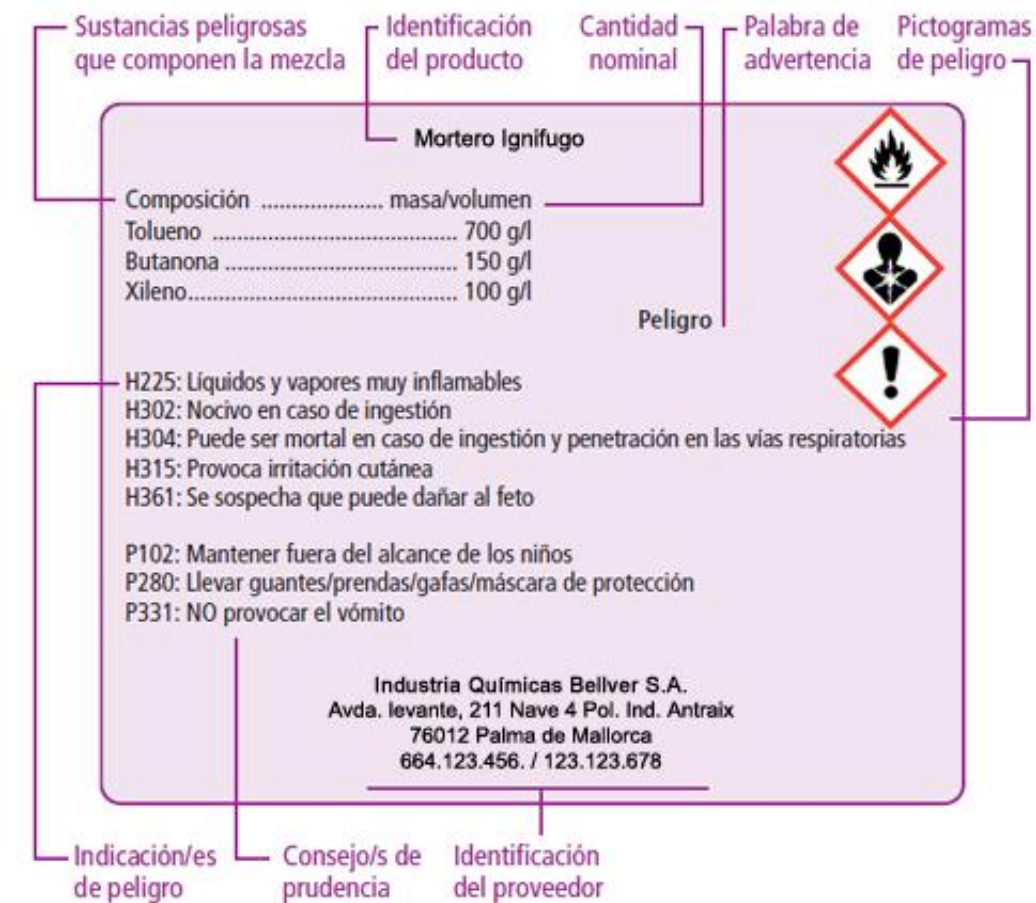 Sustancias peligrosas
que componen la mezcla
Identificación
del producto
Cantidad
nominal
Palabra de
advertencia
Pictogramas
de peligro
Mortero Ignifugo
Composición .................... masa/volumen
Tolueno ........................................ 700 g/l
Butanona ...................................... 150 g/l
Xileno............................................ 100 g/l
Peligro
H225: Líquidos y vapores muy inflamables
H302: Nocivo en caso de ingestión
H304: Puede ser mortal en caso de ingestión y penetración en las vías respiratorias
H315: Provoca irritación cutánea
H361: Se sospecha que puede dañar al feto
P102: Mantener fuera del alcance de los niños
P280: Llevar guantes/prendas/gafas/máscara de protección
P331: NO provocar el vómito
Industria Químicas Bellver S.A.
Avda. levante, 211 Nave 4 Pol. Ind. Antraix
76012 Palma de Mallorca
664.123.456. / 123.123.678
Indicación/es
de peligro
Consejo/s de
prudencia
Identificación
del proveedor